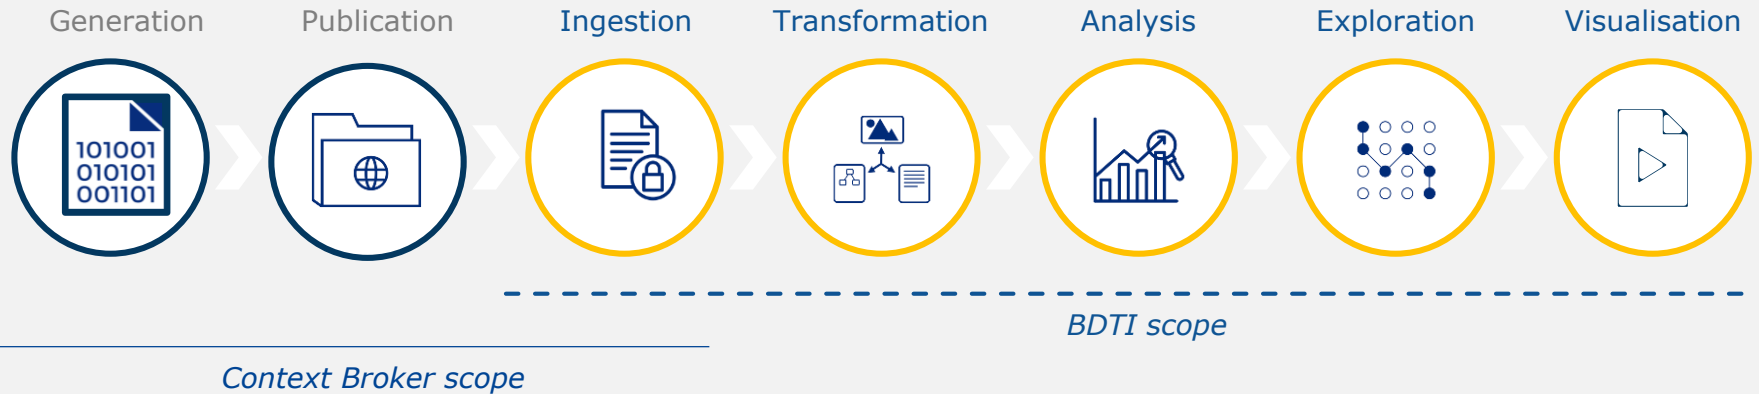 Generation
Publication
Ingestion
Transformation
Analysis
Exploration
Visualisation
101001
010101
001101
BDTI scope
Context Broker scope